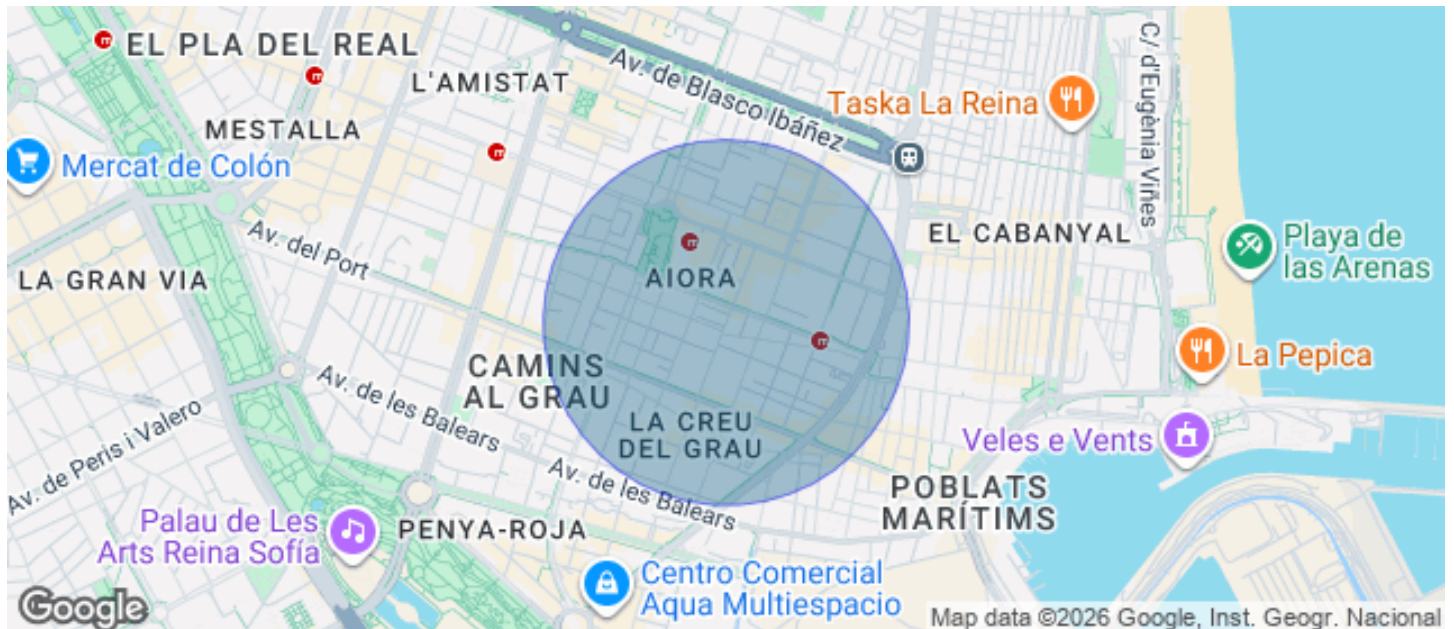 EL PLA DEL REAL
L'AMISTAT
Av. de Blasco Ibáñez
C/ d'Eugènia Viñes
Taska La Reina
MESTALLA
Mercat de Colón
Av. del Port
EL CABANYAL
Playa de
las Arenas
LA GRAN VIA
AIORA
CAMINS
AL GRAU
La Pepica
Av. de les Balears
LA CREU
DEL GRAU
Veles e Vents
Av. de Peris i Valero
Av. de les Balears
POBLATS
MARÍTIMS
Palau de Les
Arts Reina Sofía
PENYA-ROJA
Centro Comercial
Aqua Multiespacio
Google
Map data ©2026 Google, Inst. Geogr. Nacional